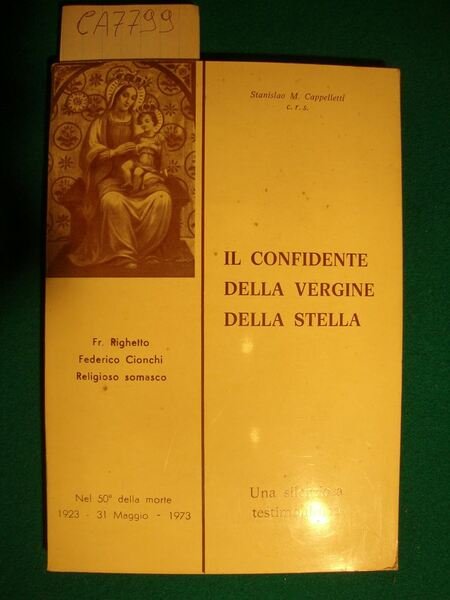 CA7799
Stanislao M. Cappelletti
c. r. s.
IL CONFIDENTE
DELLA VERGINE
DELLA STELLA
Fr. Righetto
Federico Cionchi
Religioso somasco
Nel 50° della morte
1923 - 31 Maggio - 1973
Una